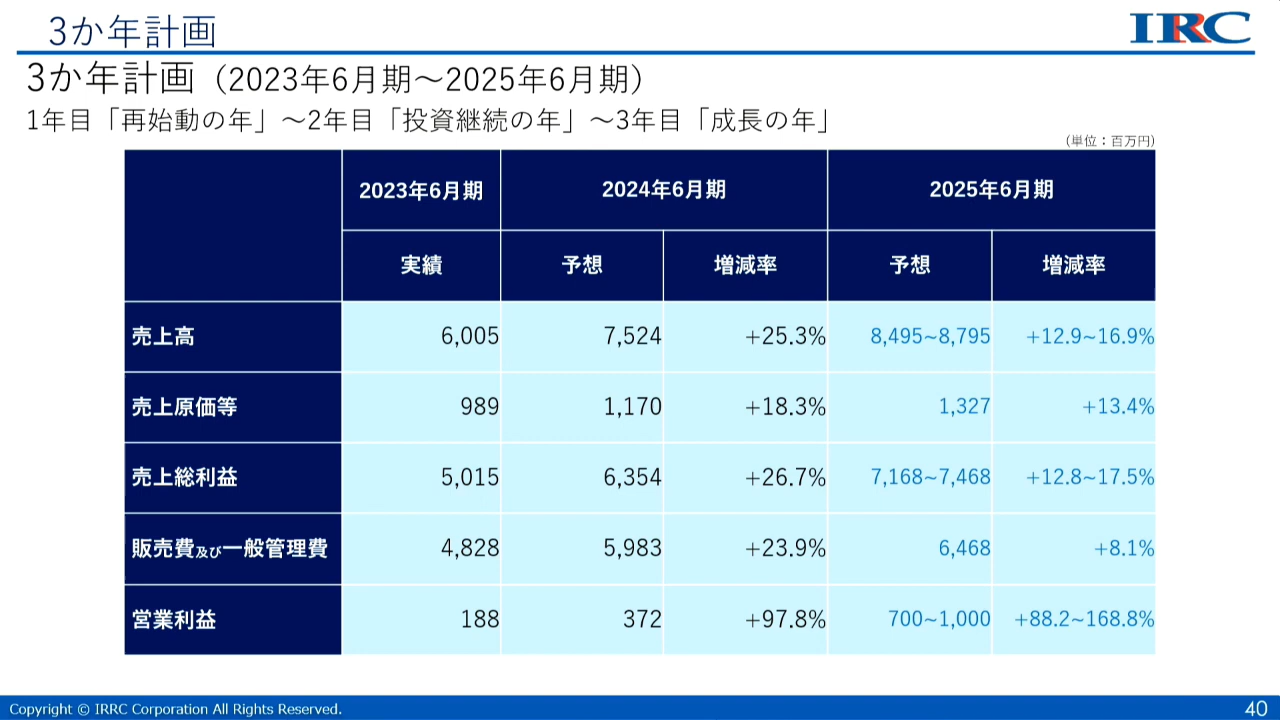 3か年計画
IRRC
3か年計画（2023年6月期～2025年6月期）
1年目「再始動の年」～2年目「投資継続の年」～3年目「成長の年」
（単位：百万円）
2023年6月期 2024年6月期 2025年6月期
実績 予想 増減率 予想 増減率
売上高 6,005 7,524 +25.3% 8,495~8,795 +12.9~16.9%
売上原価等 989 1,170 +18.3% 1,327 +13.4%
売上総利益 5,015 6,354 +26.7% 7,168~7,468 +12.8~17.5%
販売費及び一般管理費 4,828 5,983 +23.9% 6,468 +8.1%
営業利益 188 372 +97.8% 700~1,000 +88.2~168.8%
Copyright © IRRC Corporation All Rights Reserved.
40